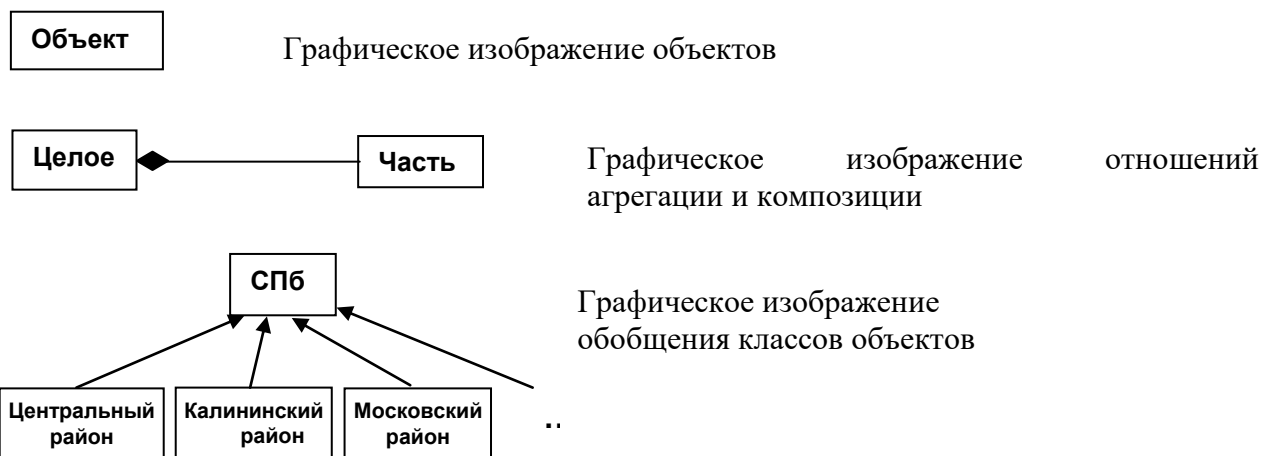 Объект
Графическое изображение объектов
Целое
Часть
Графическое изображение отношений
агрегации и композиции
СПб
Графическое изображение
обобщения классов объектов
Центральный
район
Калининский
район
Московский
район
..